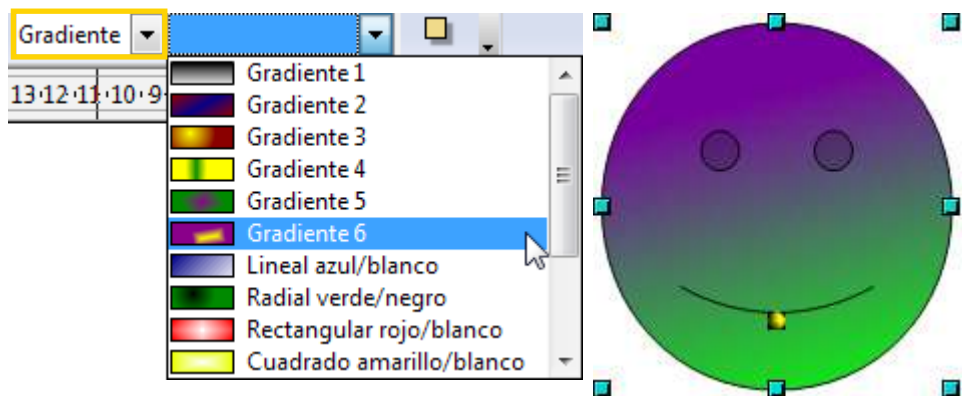 Gradiente
13·12·11·10·9·
Gradiente 1
Gradiente 2
Gradiente 3
Gradiente 4
Gradiente 5
Gradiente 6
Lineal azul/blanco
Radial verde/negro
Rectangular rojo/blanco
Cuadrado amarillo/blanco